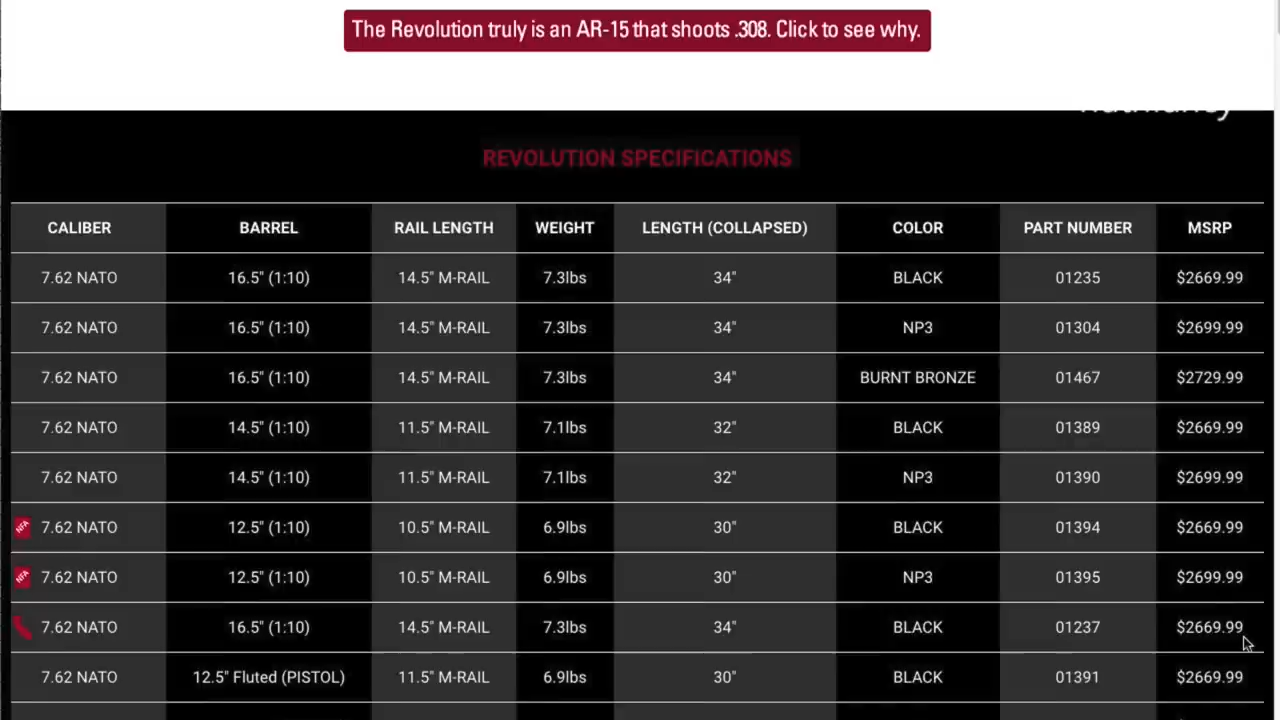 The Revolution truly is an AR-15 that shoots .308. Click to see why.
REVOLUTION SPECIFICATIONS
CALIBER BARREL RAIL LENGTH WEIGHT LENGTH (COLLAPSED) COLOR PART NUMBER MSRP
7.62 NATO 16.5" (1:10) 14.5" M-RAIL 7.3lbs 34" BLACK 01235 $2669.99
7.62 NATO 16.5" (1:10) 14.5" M-RAIL 7.3lbs 34" NP3 01304 $2699.99
7.62 NATO 16.5" (1:10) 14.5" M-RAIL 7.3lbs 34" BURNT BRONZE 01467 $2729.99
7.62 NATO 14.5" (1:10) 11.5" M-RAIL 7.1lbs 32" BLACK 01389 $2669.99
7.62 NATO 14.5" (1:10) 11.5" M-RAIL 7.1lbs 32" NP3 01390 $2699.99
NFA 7.62 NATO 12.5" (1:10) 10.5" M-RAIL 6.9lbs 30" BLACK 01394 $2669.99
NFA 7.62 NATO 12.5" (1:10) 10.5" M-RAIL 6.9lbs 30" NP3 01395 $2699.99
7.62 NATO 16.5" (1:10) 14.5" M-RAIL 7.3lbs 34" BLACK 01237 $2669.99
7.62 NATO 12.5" Fluted (PISTOL) 11.5" M-RAIL 6.9lbs 30" BLACK 01391 $2669.99